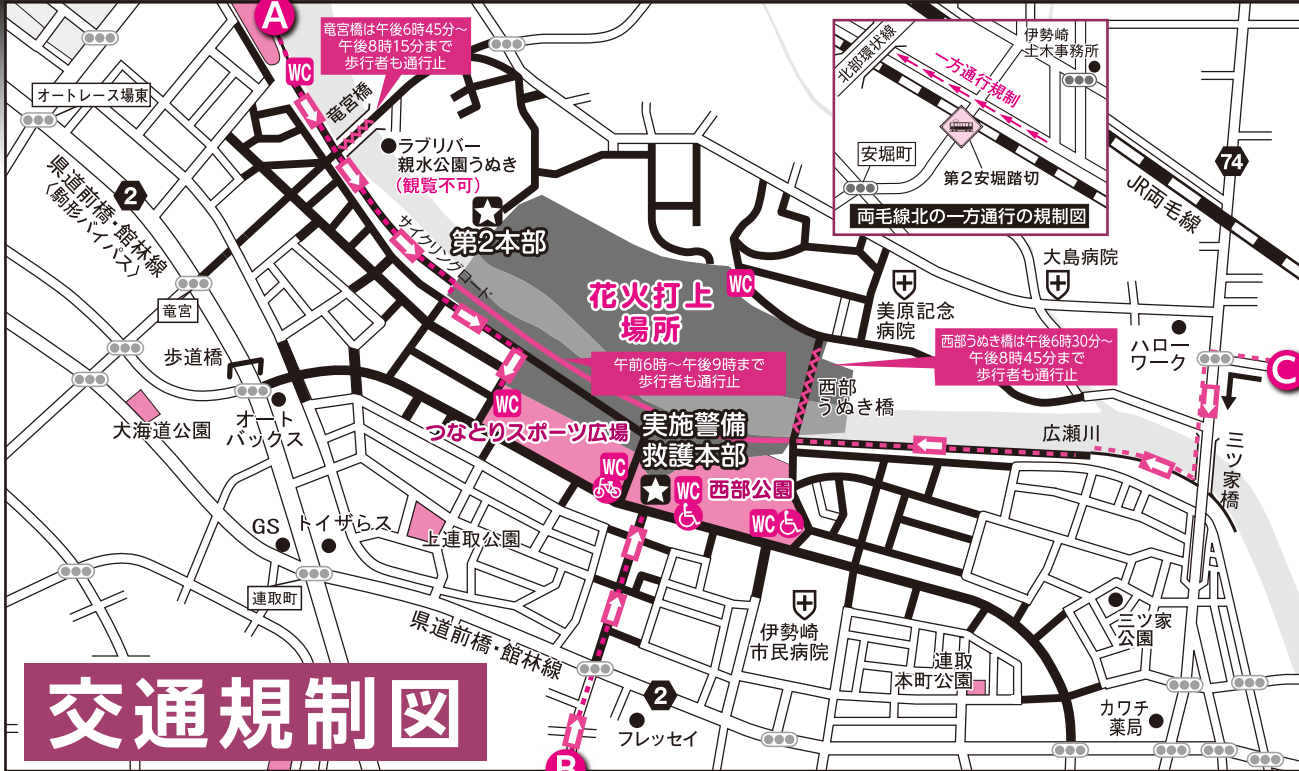 A
竜宮橋は午後6時45分～
午後8時15分まで
歩行者も通行止
WC
オートレース場東
竜宮橋
ラブリバー
親水公園うぬき
(観覧不可)
県道前橋・館林線
〈駒形バイパス〉
2
サイクリングロード
第2本部
竜宮
歩道橋
オート
バックス
大海道公園
花火打上
場所
WC
午前6時～午後9時まで
歩行者も通行止
WC
つなとりスポーツ広場
実施警備
救護本部
WC
WC
西部公園
WC
西部
うぬき橋
西部うぬき橋は午後6時30分～
午後8時45分まで
歩行者も通行止
美原記念
病院
大島病院
ハロー
ワーク
C
広瀬川
三ツ家橋
北部環状線
伊勢崎
土木事務所
一方通行規制
安堀町
第2安堀踏切
両毛線北の一方通行の規制図
74
JR両毛線
GS
トイザらス
上連取公園
連取町
県道前橋・館林線
伊勢崎
市民病院
連取
本町公園
三ツ家
公園
カワチ
薬局
2
フレッセイ
B
交通規制図